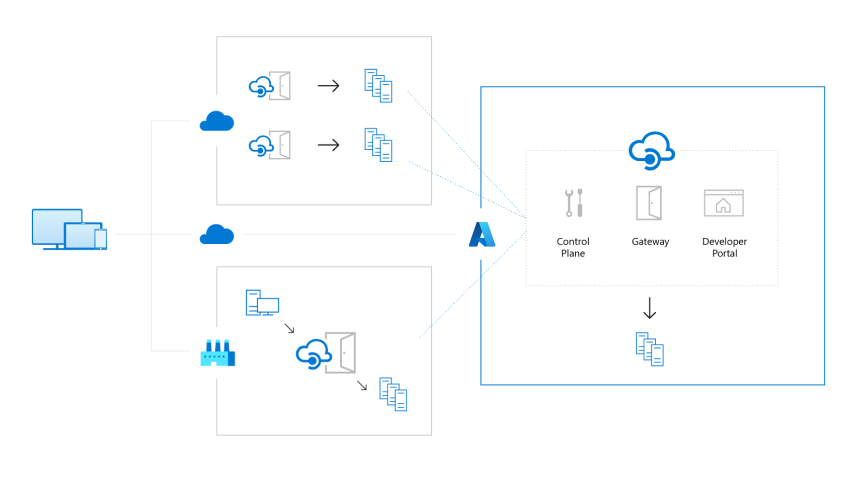 Control
Plane
Gateway
Developer
Portal